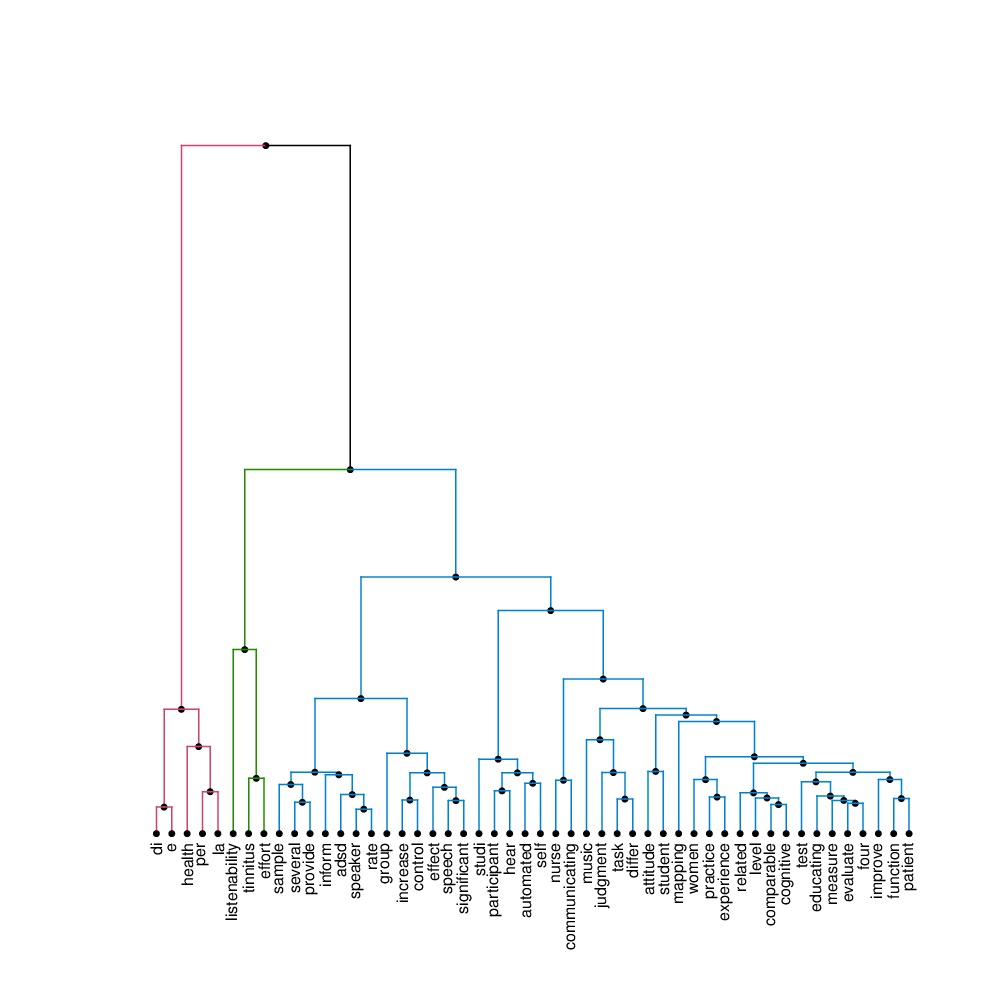 di
e
health
per
la
listenability
tinnitus
effort
sample
several
provide
inform
adsd
speaker
rate
group
increase
control
effect
speech
significant
studi
participant
hear
automated
self
nurse
communicating
music
judgment
task
differ
attitude
student
mapping
women
practice
experience
related
level
comparable
cognitive
test
educating
measure
evaluate
four
improve
function
patient